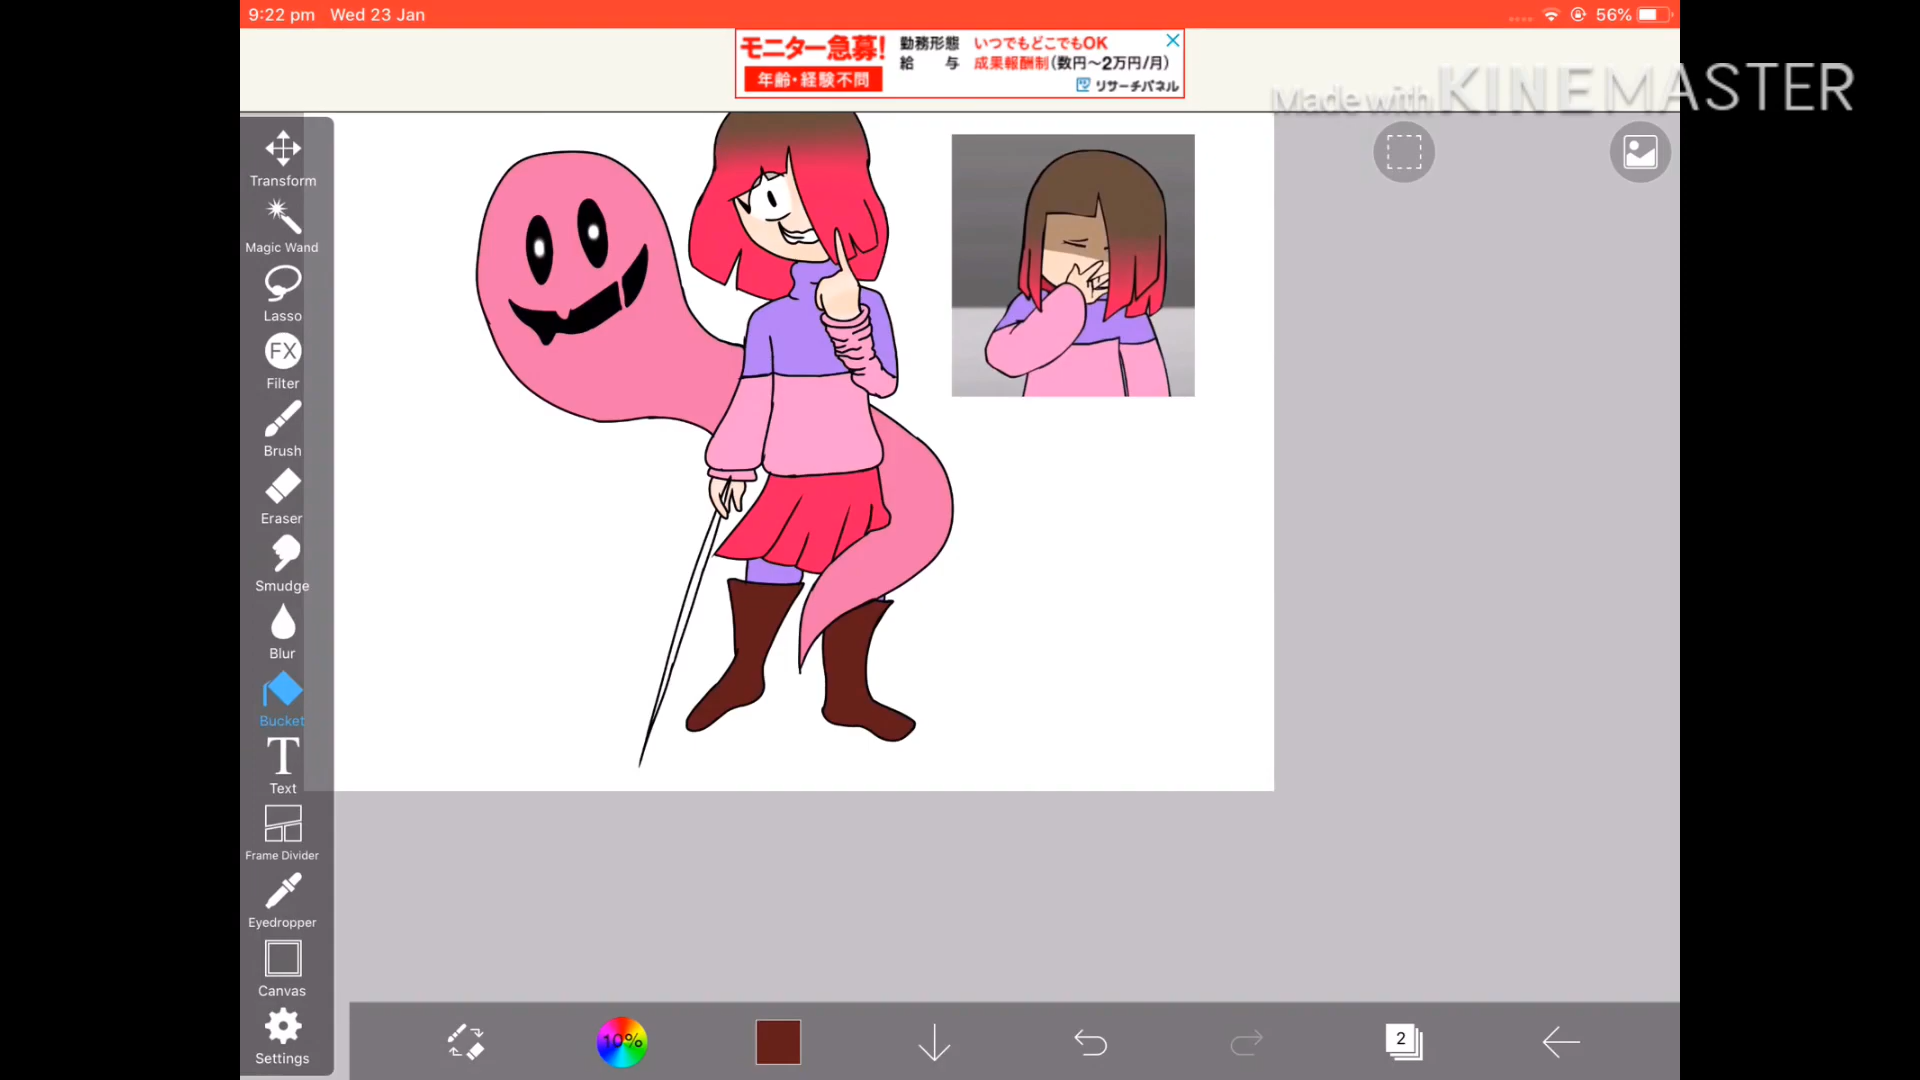 9:22 pm Wed 23 Jan
56%
モニター急募!
年齢・経験不問
勤務形態 いつでもどこでもOK
給与 成果報酬制(数円〜2万円/月)
リサーチパネル
Made with KINEMASTER
Transform
Magic Wand
Lasso
FX
Filter
Brush
Eraser
Smudge
Blur
Bucket
T
Text
Frame Divider
Eyedropper
Canvas
Settings
10%
2